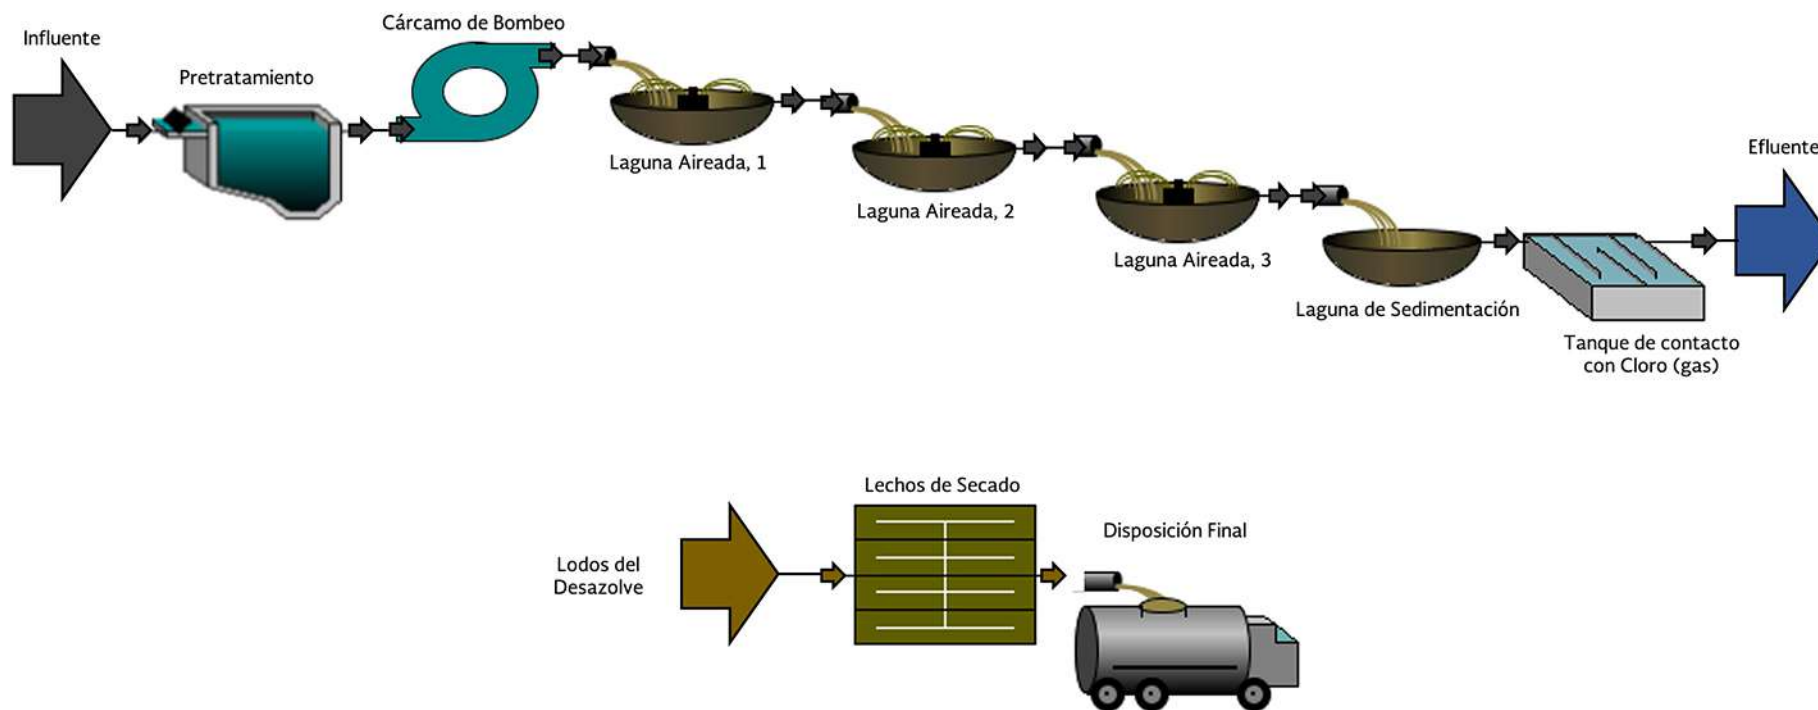 Influente
Pretratamiento
Cárcamo de Bombeo
Laguna Aireada, 1
Laguna Aireada, 2
Laguna Aireada, 3
Laguna de Sedimentación
Tanque de contacto
con Cloro (gas)
Efluente
Lodos del
Desazolve
Lechos de Secado
Disposición Final